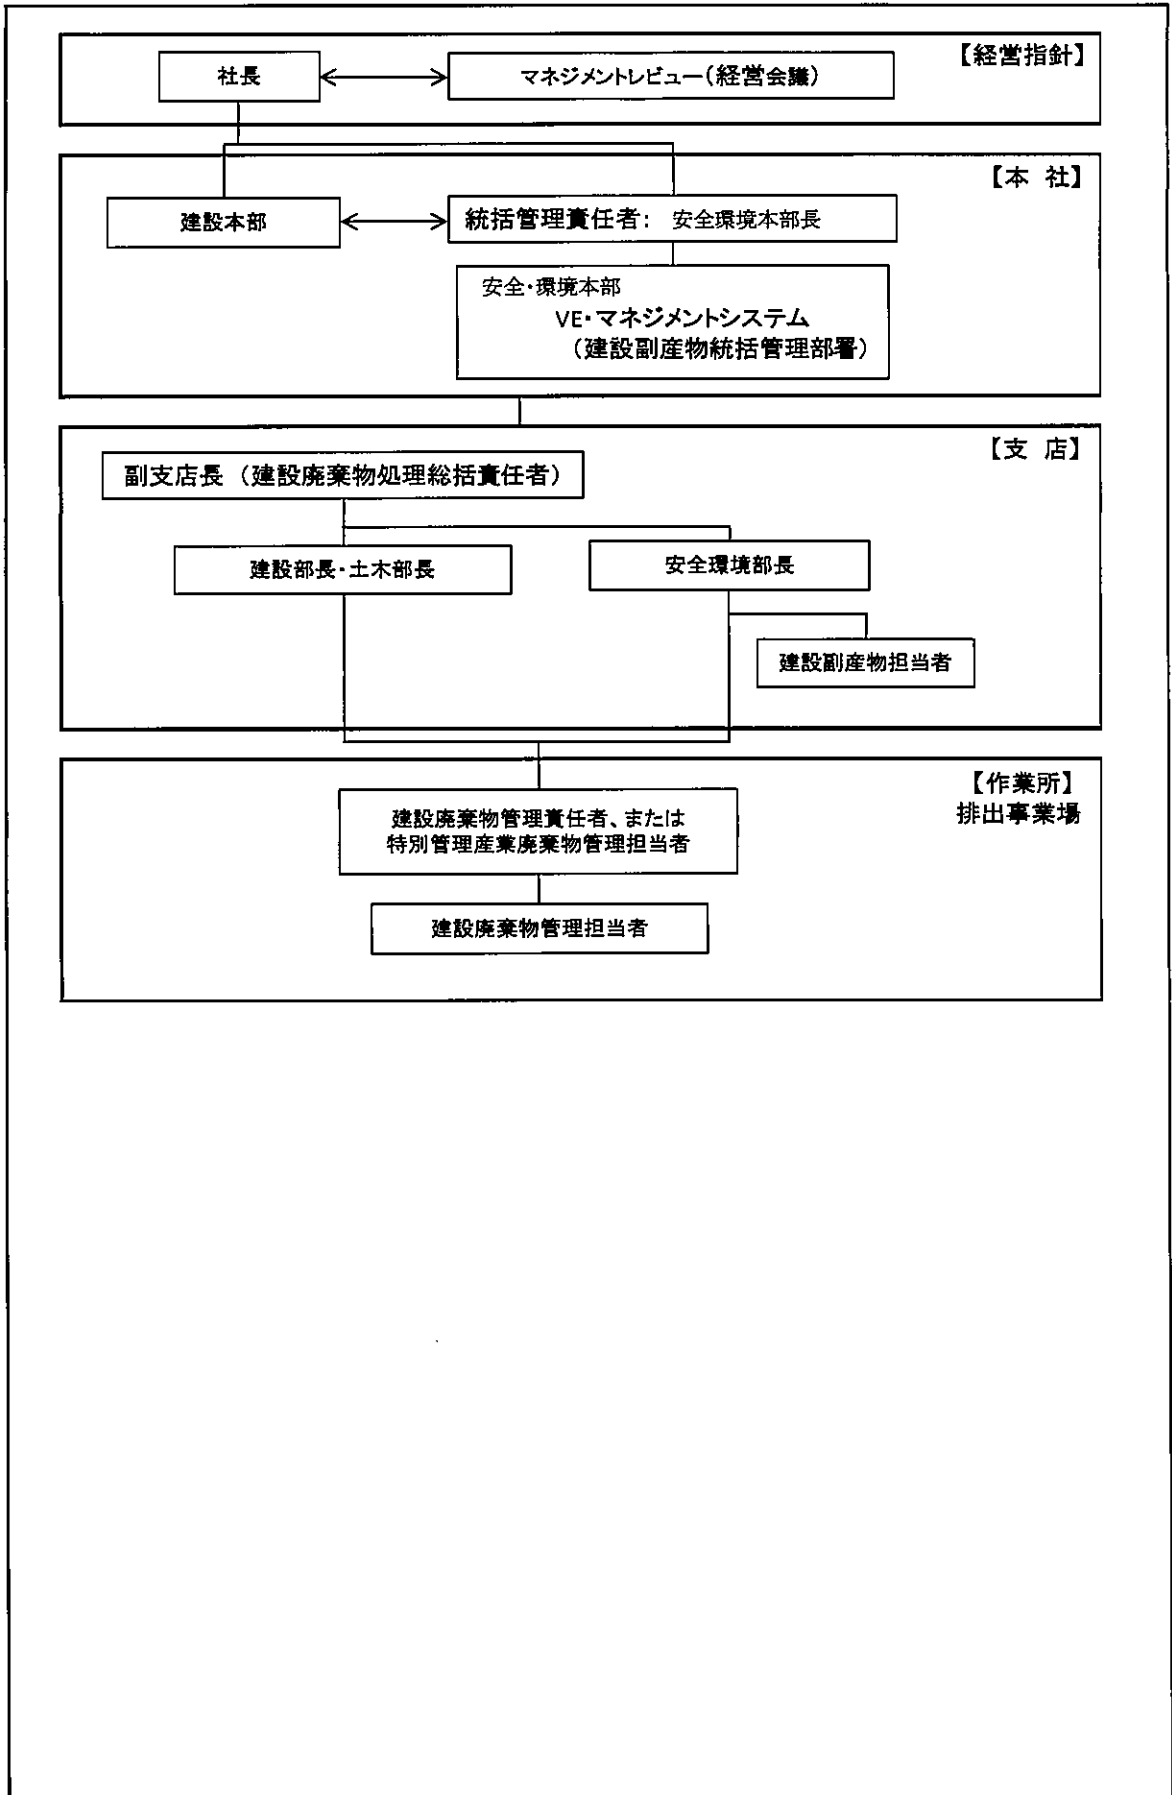 【経営指針】
社長
マネジメントレビュー(経営会議)
【本 社】
建設本部
統括管理責任者: 安全環境本部長
安全・環境本部
VE・マネジメントシステム
(建設副産物統括管理部署)
【支 店】
副支店長 (建設廃棄物処理総括責任者)
建設部長・土木部長
安全環境部長
建設副産物担当者
【作業所】
排出事業場
建設廃棄物管理責任者、または
特別管理産業廃棄物管理担当者
建設廃棄物管理担当者